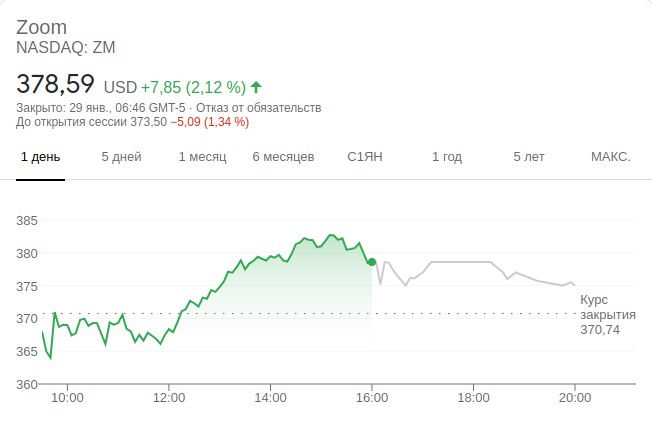 Zoom
NASDAQ: ZM
378,59 USD +7,85 (2,12 %)
Закрыто: 29 янв., 06:46 GMT-5 · Отказ от обязательств
До открытия сессии 373,50 −5,09 (1,34 %)
1 день 5 дней 1 месяц 6 месяцев С1ЯН 1 год 5 лет МАКС.
385
380
375
Курс
закрытия
370,74
370
365
360
10:00 12:00 14:00 16:00 18:00 20:00